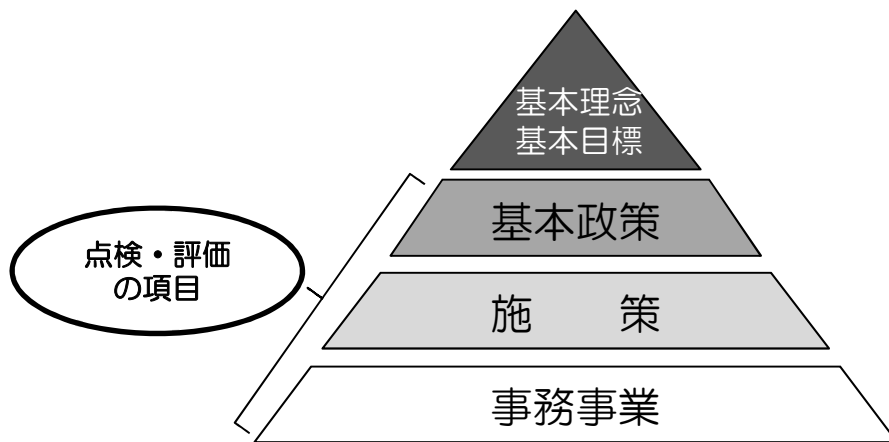 基本理念
基本目標
基本政策
点検・評価
の項目
施　　策
事務事業